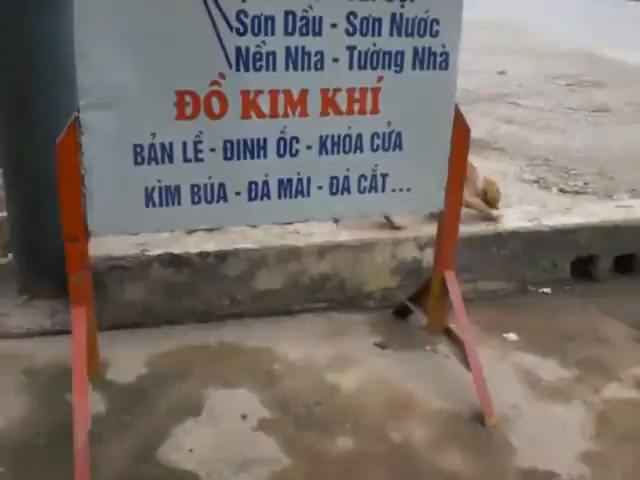 Sơn Dầu - Sơn Nước
Nền Nha - Tường Nhà
ĐỒ KIM KHÍ
BẢN LỀ - ĐINH ỐC - KHÓA CỬA
KÌM BÚA - ĐÁ MÀI - ĐÁ CẮT...